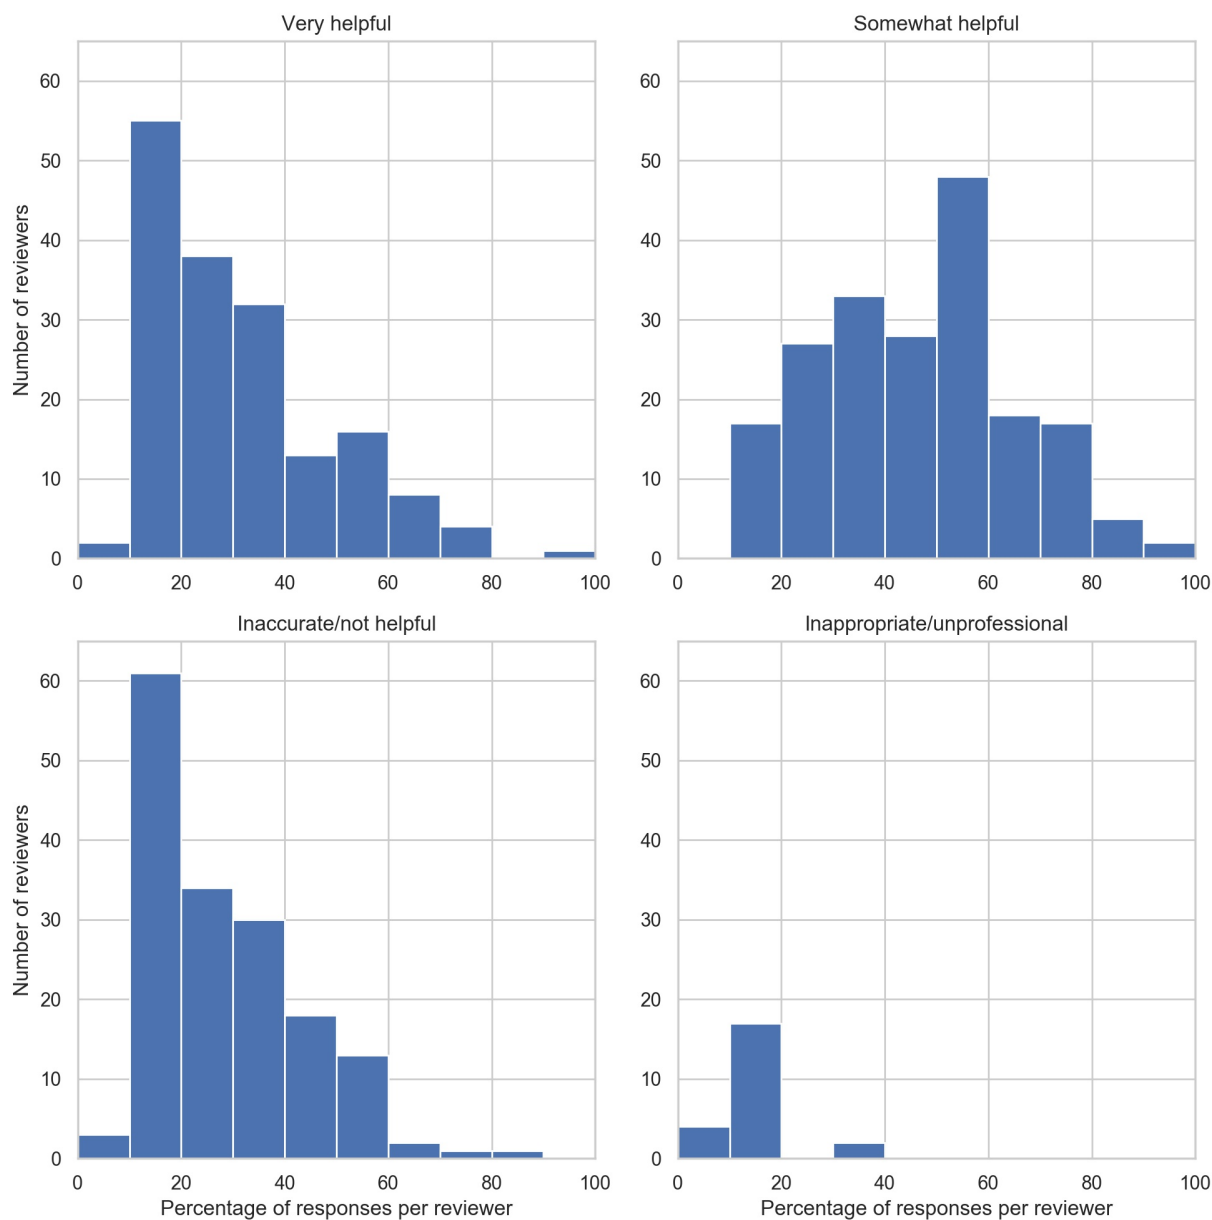 Very helpful
Somewhat helpful
60
50
40
30
20
10
0
0 20 40 60 80 100
Number of reviewers
60
50
40
30
20
10
0
0 20 40 60 80 100
Inaccurate/not helpful
Inappropriate/unprofessional
60
50
40
30
20
10
0
0 20 40 60 80 100
Number of reviewers
Percentage of responses per reviewer
60
50
40
30
20
10
0
0 20 40 60 80 100
Percentage of responses per reviewer